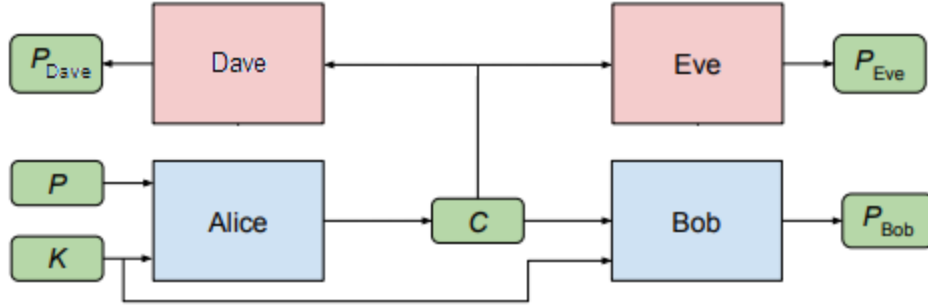 P_Dave
Dave
Eve
P_Eve
P
Alice
C
Bob
P_Bob
K